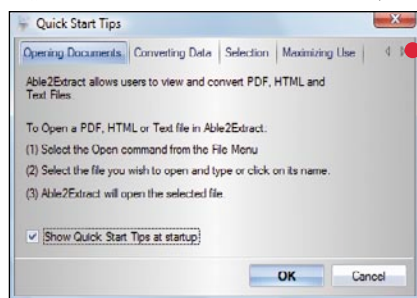 Quick Start Tips
Opening Documents Converting Data Selection Maximizing Use
Able2Extract allows users to view and convert PDF, HTML and
Text Files.
To Open a PDF, HTML or Text file in Able2Extract:
(1) Select the Open command from the File Menu
(2) Select the file you wish to open and type or click on its name.
(3) Able2Extract will open the selected file.
Show Quick Start Tips at startup
OK Cancel